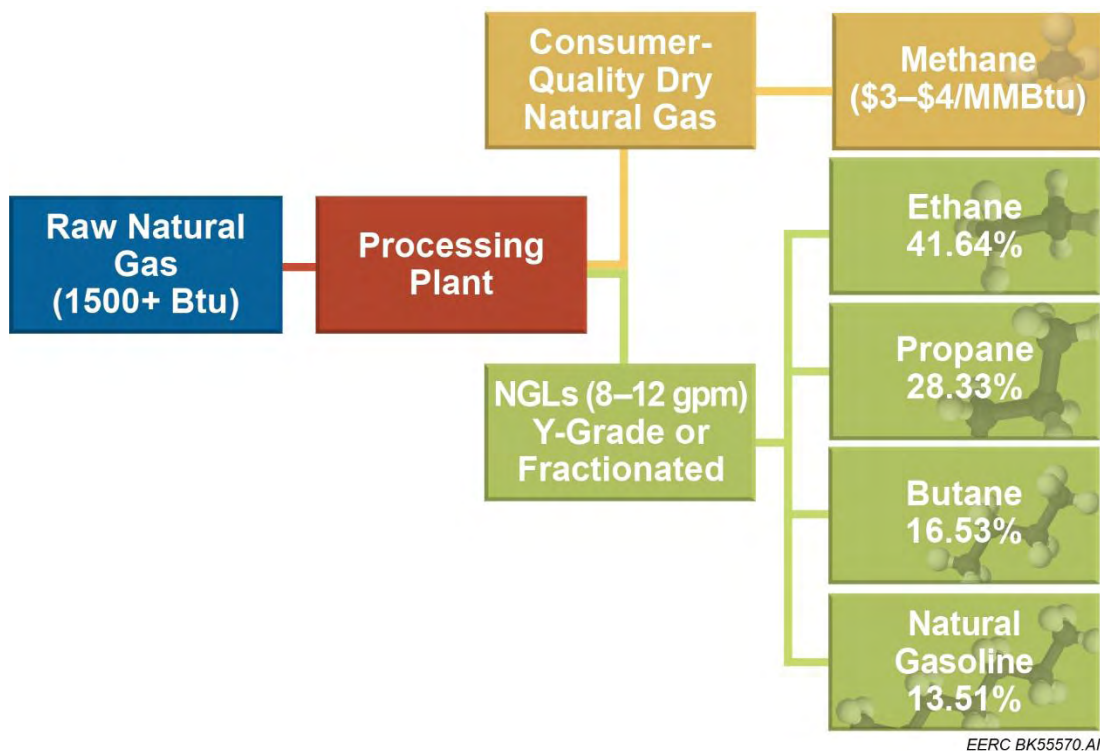 Raw Natural
Gas
(1500+ Btu)
Processing
Plant
Consumer-
Quality Dry
Natural Gas
Methane
($3–$4/MMBtu)
NGLs (8–12 gpm)
Y-Grade or
Fractionated
Ethane
41.64%
Propane
28.33%
Butane
16.53%
Natural
Gasoline
13.51%
EERC BK55570.AI